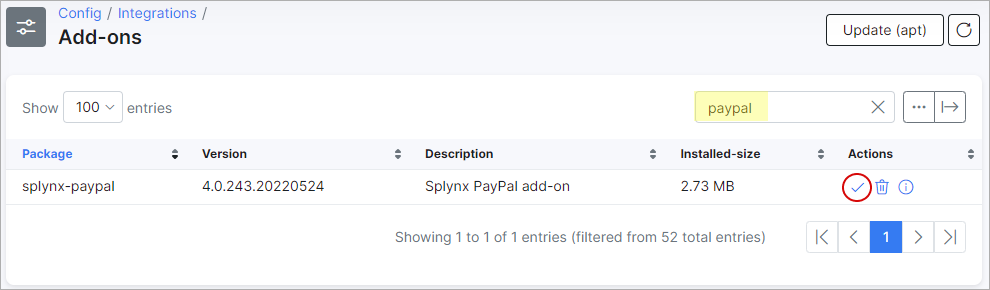 Config / Integrations /
Add-ons
Update (apt)
Show 100 entries
paypal
Package Version Description Installed-size Actions
splynx-paypal 4.0.243.20220524 Splynx PayPal add-on 2.73 MB
Showing 1 to 1 of 1 entries (filtered from 52 total entries)
1